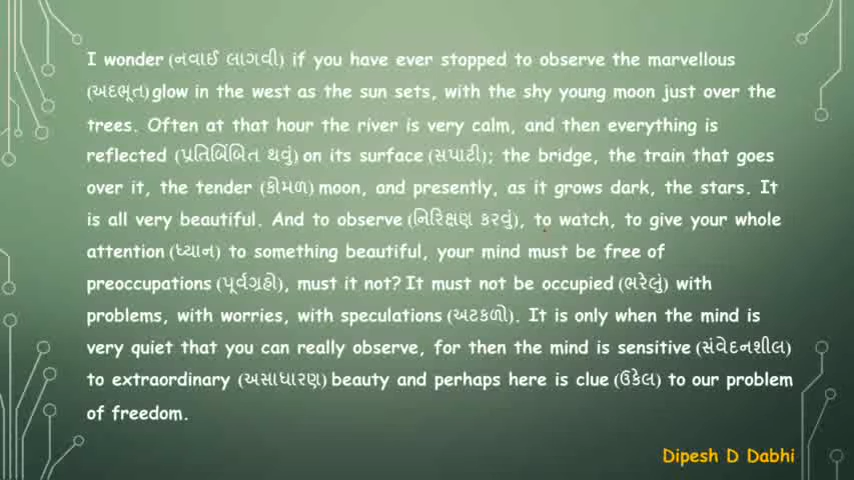 I wonder (નવાઈ લાગવી) if you have ever stopped to observe the marvellous
(અદભૂત)glow in the west as the sun sets, with the shy young moon just over the
trees. Often at that hour the river is very calm, and then everything is
reflected (પ્રતિબિંબિત થવું) on its surface (સપાટી); the bridge, the train that goes
over it, the tender (કોમળ) moon, and presently, as it grows dark, the stars. It
is all very beautiful. And to observe (નિરિક્ષણ કરવું), to watch, to give your whole
attention (ધ્યાન) to something beautiful, your mind must be free of
preoccupations (પૂર્વગ્રહો), must it not? It must not be occupied (ભરેલું) with
problems, with worries, with speculations (અટકળો). It is only when the mind is
very quiet that you can really observe, for then the mind is sensitive (સંવેદનશીલ)
to extraordinary (અસાધારણ) beauty and perhaps here is clue (ઉકેલ) to our problem
of freedom.
Dipesh D Dabhi